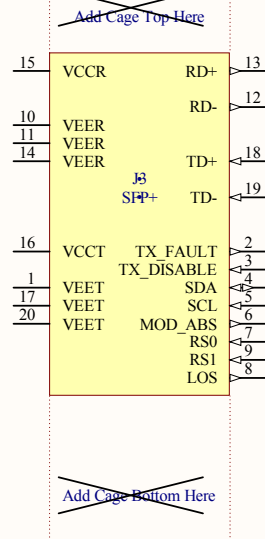 Add Cage Top Here
15 VCCR RD+ 13
RD- 12
10 VEER
11 VEER
14 VEER TD+ 18
J3
SFP+ TD- 19
16 VCCT TX_FAULT 2
TX_DISABLE 3
1 VEET SDA 4
17 VEET SCL 5
20 VEET MOD_ABS 6
RS0 7
RS1 9
LOS 8
Add Cage Bottom Here